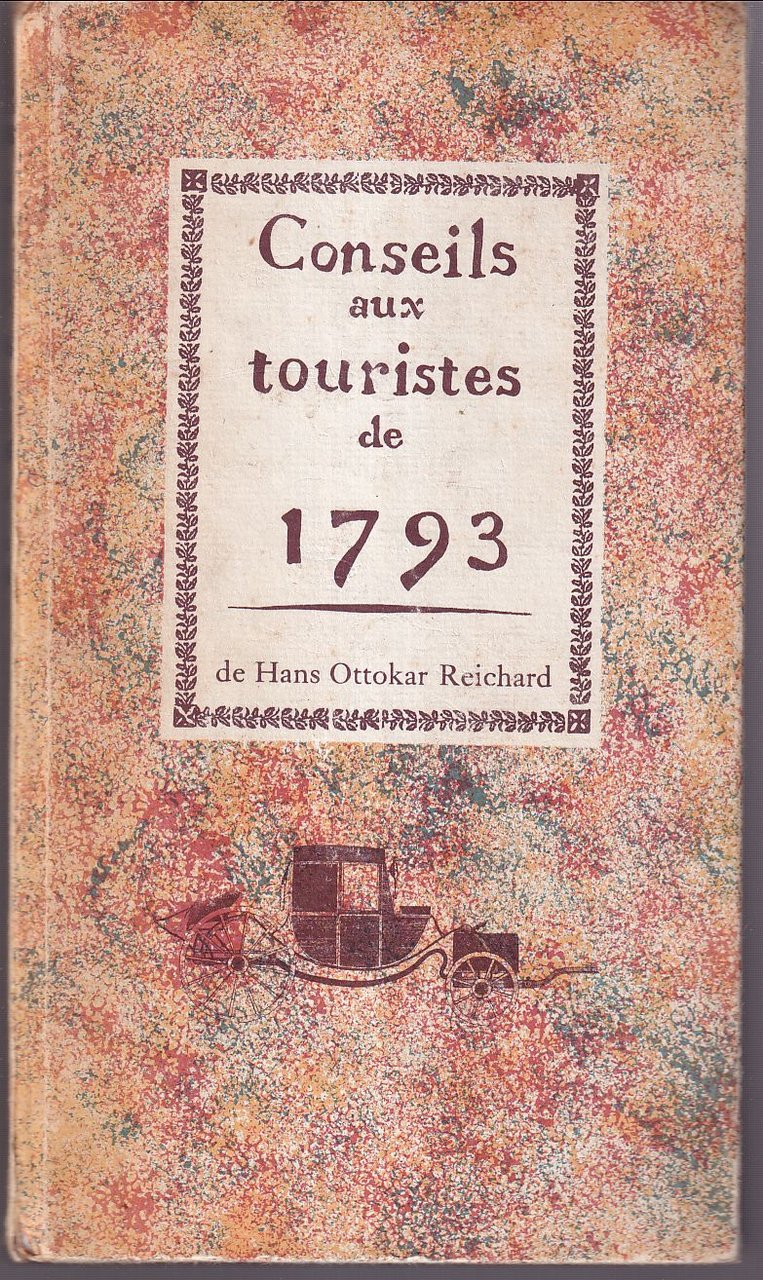 Conseils
aux
touristes
de
1793
de Hans Ottokar Reichard